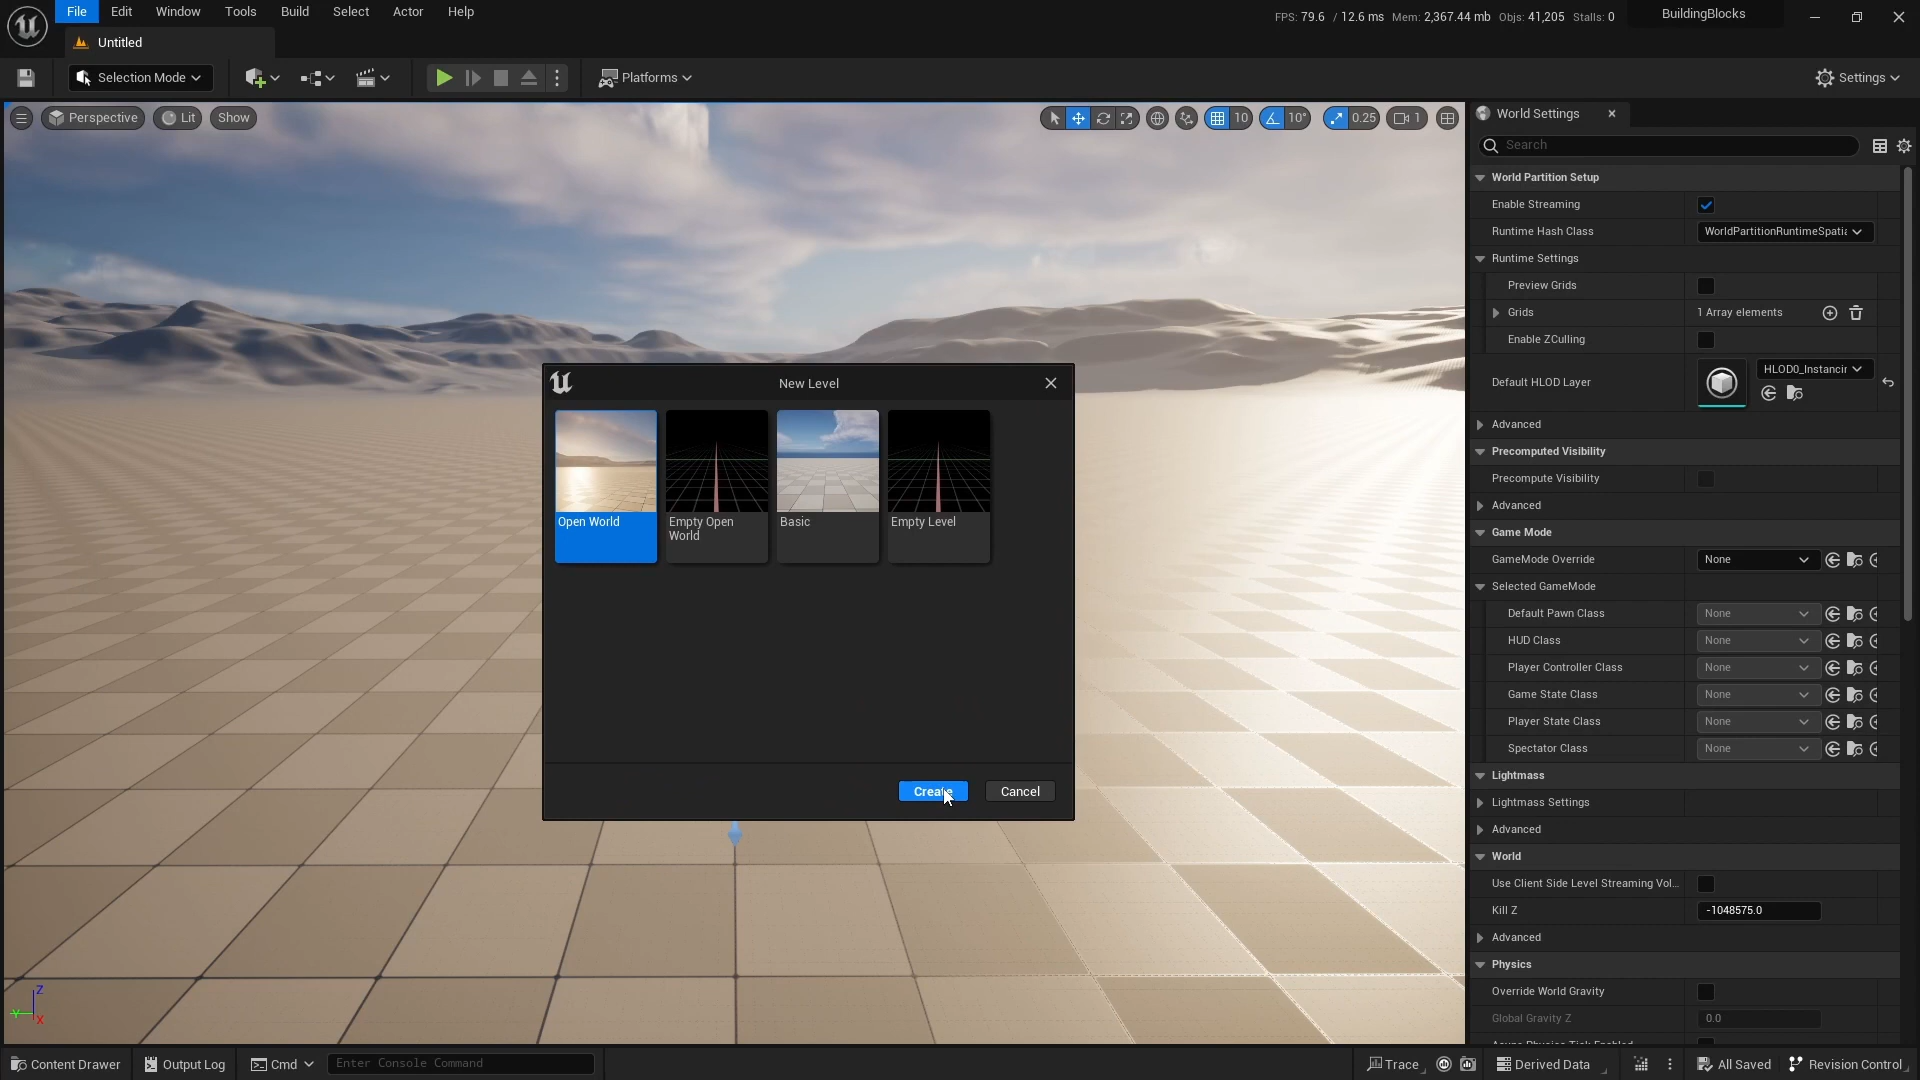 File Edit Window Tools Build Select Actor Help
FPS: 79.6 / 12.6 ms Mem: 2,367.44 mb Objs: 41,205 Stalls: 0
BuildingBlocks
Untitled
Selection Mode
Platforms
Settings
Perspective Lit Show
10 10° 0.25 1
World Settings
Search
World Partition Setup
Enable Streaming
Runtime Hash Class WorldPartitionRuntimeSpatia
Runtime Settings
Preview Grids
Grids 1 Array elements
Enable ZCulling
Default HLOD Layer HLOD0_Instancin
Advanced
Precomputed Visibility
Precompute Visibility
Advanced
Game Mode
GameMode Override None
Selected GameMode
Default Pawn Class None
HUD Class None
Player Controller Class None
Game State Class None
Player State Class None
Spectator Class None
Lightmass
Lightmass Settings
Advanced
World
Use Client Side Level Streaming Vol...
Kill Z -1048575.0
Advanced
Physics
Override World Gravity
Global Gravity Z 0.0
New Level
Open World
Empty Open
World
Basic
Empty Level
Create Cancel
Z
Y
X
Content Drawer Output Log Cmd Enter Console Command
Trace Derived Data All Saved Revision Control